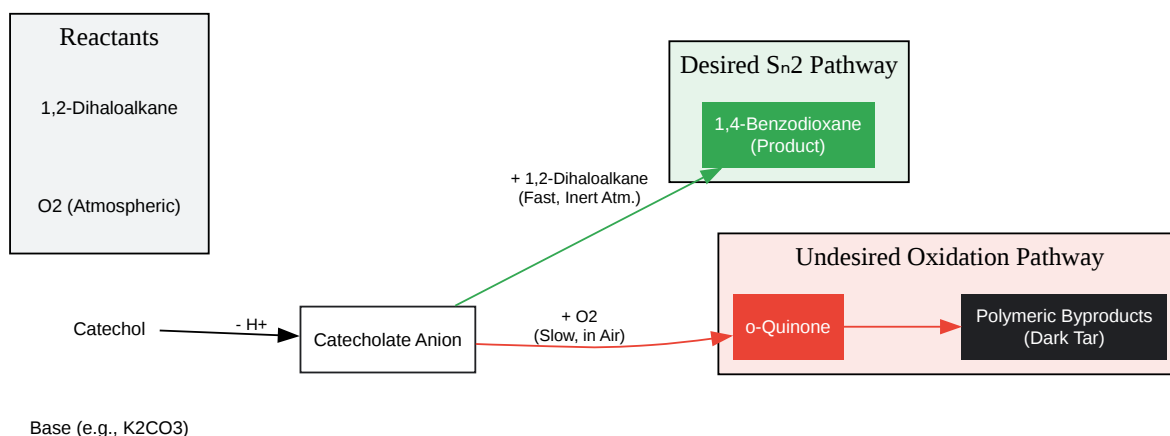 Reactants
1,2-Dihaloalkane
O2 (Atmospheric)
Desired Sₙ2 Pathway
1,4-Benzodioxane
(Product)
+ 1,2-Dihaloalkane
(Fast, Inert Atm.)
Undesired Oxidation Pathway
Catechol
- H+
Catecholate Anion
+ O2
(Slow, in Air)
o-Quinone
Polymeric Byproducts
(Dark Tar)
Base (e.g., K2CO3)